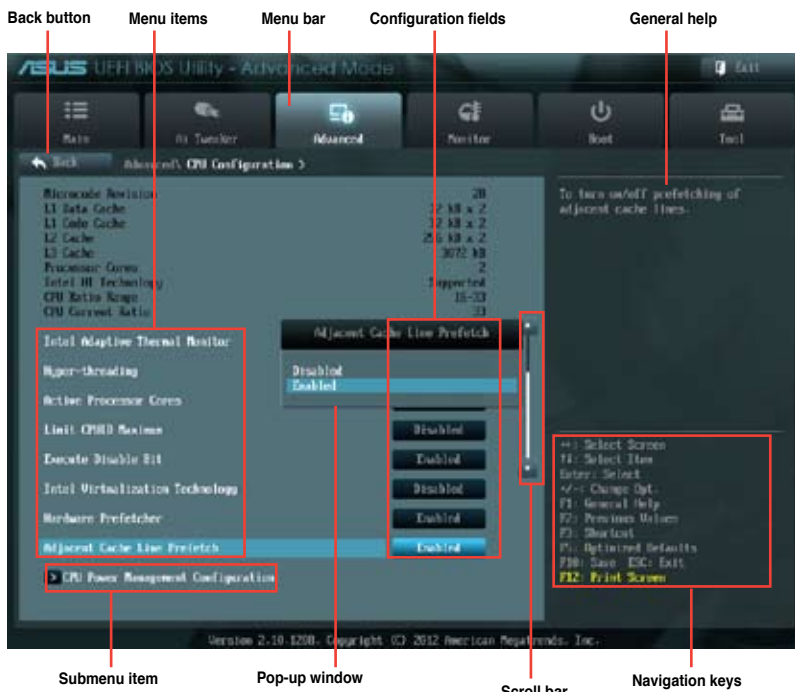 Back button
Menu items
Menu bar
Configuration fields
General help
ASUS UEFI BIOS Utility - Advanced Mode
Exit
Main
Ai Tweaker
Advanced
Monitor
Boot
Tool
Back
Advanced\ CPU Configuration >
Microcode Revision 28
L1 Data Cache 32 kB x 2
L1 Code Cache 32 kB x 2
L2 Cache 256 kB x 2
L3 Cache 3072 kB
Processor Cores 2
Intel HT Technology Supported
CPU Ratio Range 16-33
CPU Current Ratio 33
To turn on/off prefetching of
adjacent cache lines.
Intel Adaptive Thermal Monitor
Hyper-threading
Active Processor Cores
Limit CPUID Maximum Disabled
Execute Disable Bit Enabled
Intel Virtualization Technology Disabled
Hardware Prefetcher Enabled
Adjacent Cache Line Prefetch Enabled
> CPU Power Management Configuration
Adjacent Cache Line Prefetch
Disabled
Enabled
→←: Select Screen
↑↓: Select Item
Enter: Select
+/-: Change Opt.
F1: General Help
F2: Previous Values
F3: Shortcut
F5: Optimized Defaults
F10: Save ESC: Exit
F12: Print Screen
Version 2.10.1208. Copyright (C) 2012 American Megatrends, Inc.
Submenu item
Pop-up window
Scroll bar
Navigation keys